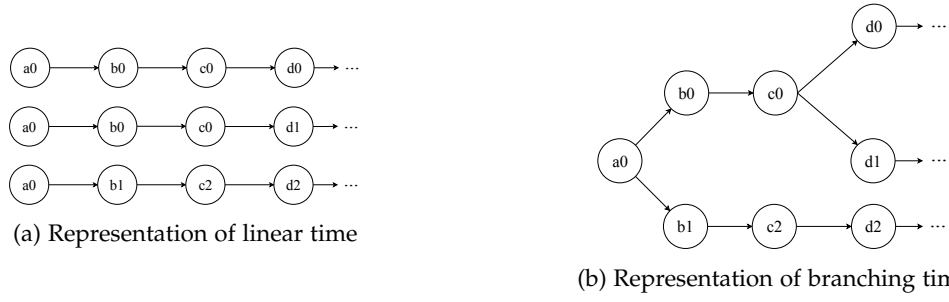 a0 b0 c0 d0 ...
a0 b0 c0 d1 ...
a0 b1 c2 d2 ...
(a) Representation of linear time
d0 ...
b0 c0
a0
d1 ...
b1 c2 d2 ...
(b) Representation of branching